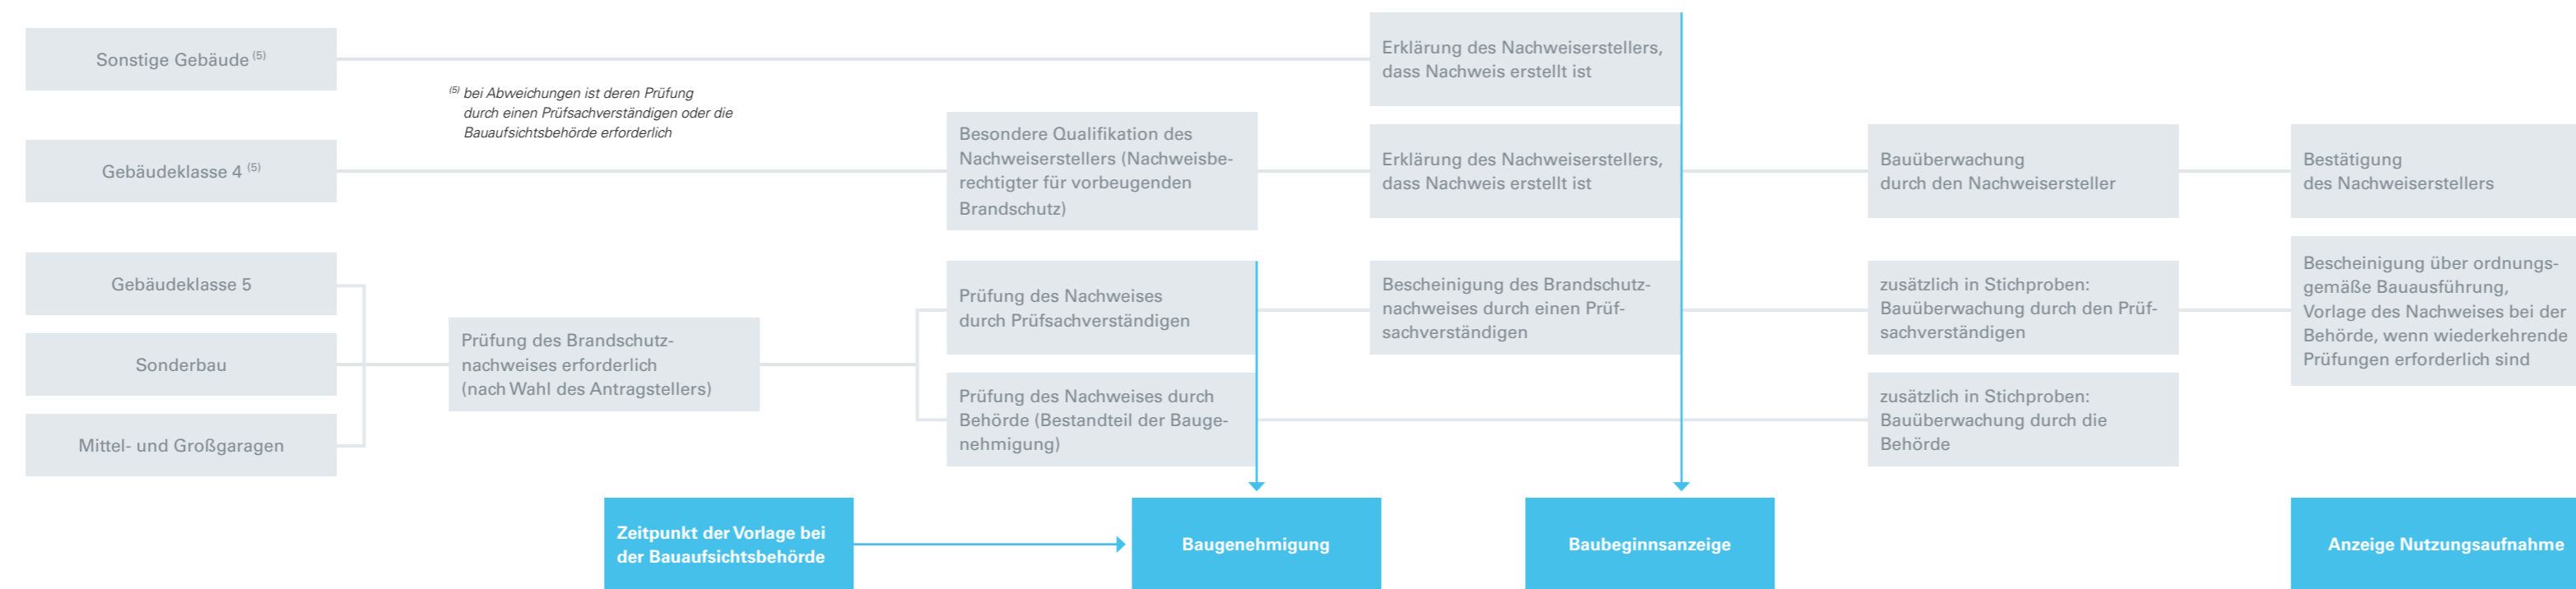 Sonstige Gebäude (5)
(5) bei Abweichungen ist deren Prüfung
durch einen Prüfsachverständigen oder die
Bauaufsichtsbehörde erforderlich
Erklärung des Nachweiserstellers,
dass Nachweis erstellt ist
Gebäudeklasse 4 (5)
Besondere Qualifikation des
Nachweiserstellers (Nachweisbe-
rechtigter für vorbeugenden
Brandschutz)
Erklärung des Nachweiserstellers,
dass Nachweis erstellt ist
Bauüberwachung
durch den Nachweisersteller
Bestätigung
des Nachweiserstellers
Gebäudeklasse 5
Sonderbau
Mittel- und Großgaragen
Prüfung des Brandschutz-
nachweises erforderlich
(nach Wahl des Antragstellers)
Prüfung des Nachweises
durch Prüfsachverständigen
Bescheinigung des Brandschutz-
nachweises durch einen Prüf-
sachverständigen
zusätzlich in Stichproben:
Bauüberwachung durch den Prüf-
sachverständigen
Bescheinigung über ordnungs-
gemäße Bauausführung,
Vorlage des Nachweises bei der
Behörde, wenn wiederkehrende
Prüfungen erforderlich sind
Prüfung des Nachweises durch
Behörde (Bestandteil der Bauge-
nehmigung)
zusätzlich in Stichproben:
Bauüberwachung durch die
Behörde
Zeitpunkt der Vorlage bei
der Bauaufsichtsbehörde
Baugenehmigung
Baubeginnsanzeige
Anzeige Nutzungsaufnahme